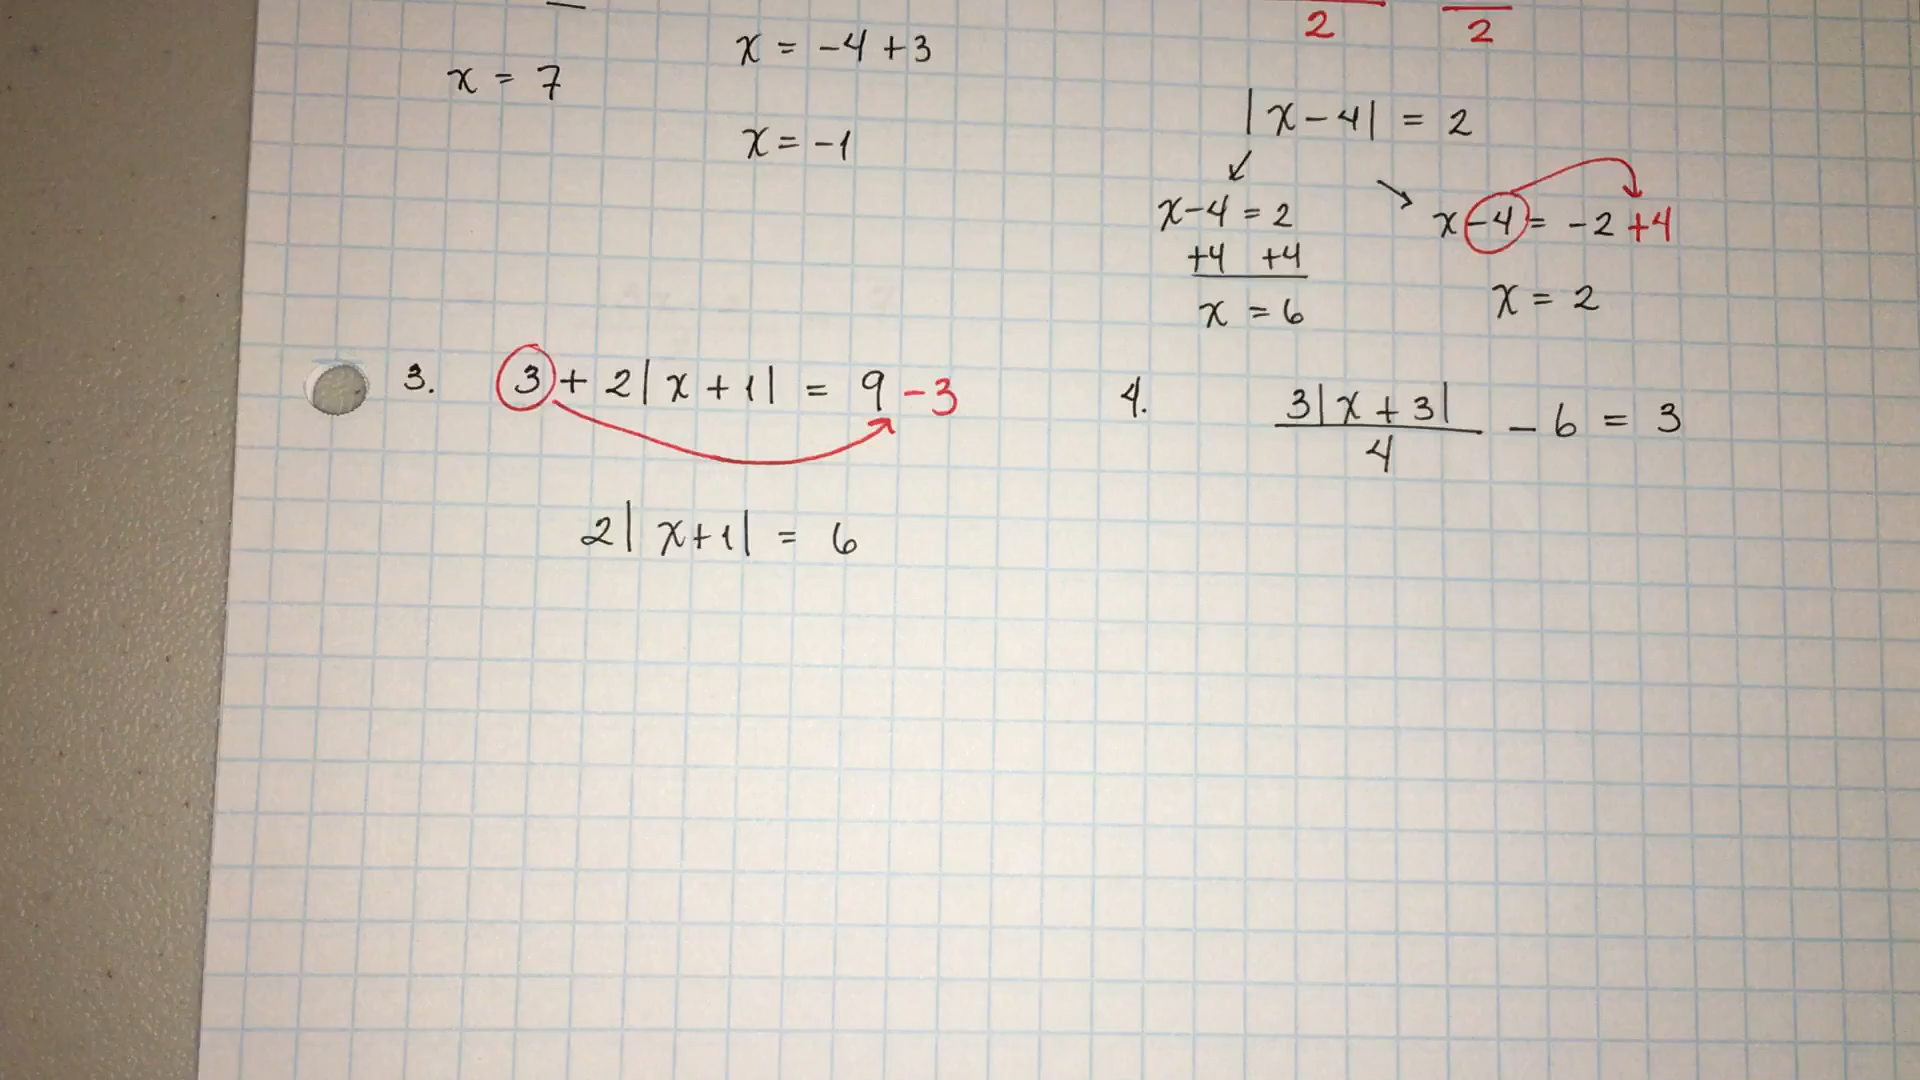 x = -4 + 3
x = 7
x = -1
2 2
|x - 4| = 2
x - 4 = 2
+4 +4
x = 6
x - 4 = -2 + 4
x = 2
3. 3 + 2|x + 1| = 9 - 3
2|x + 1| = 6
4. 3|x + 3|
4
- 6 = 3